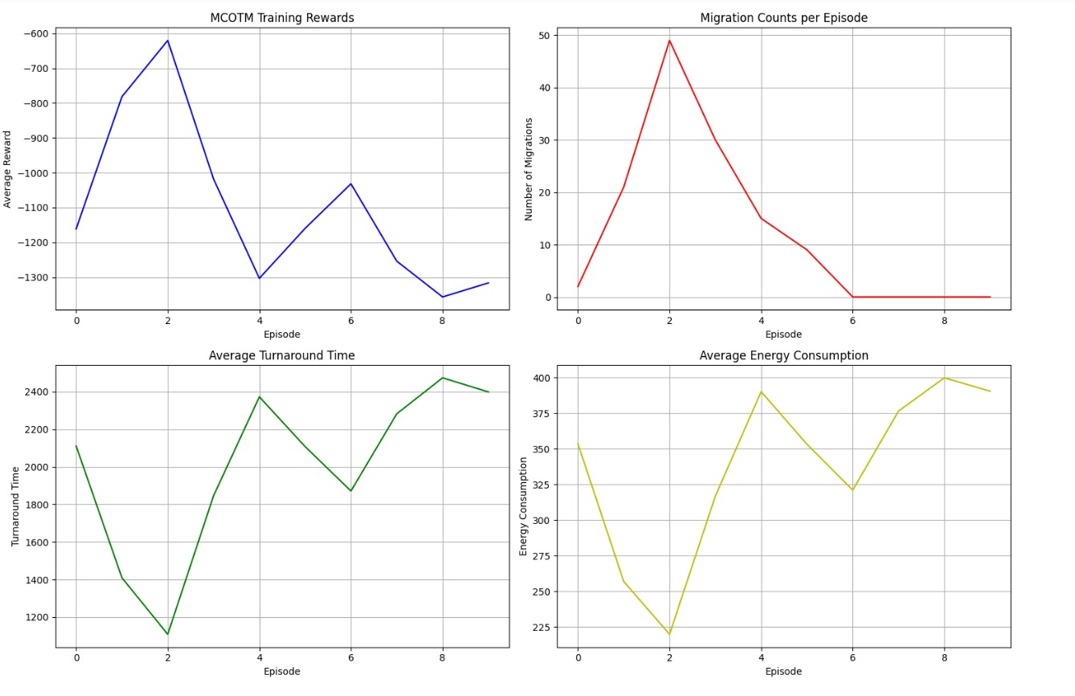 MCOTM Training Rewards
−600
−700
−800
−900
−1000
−1100
−1200
−1300
Average Reward
0 2 4 6 8
Episode
Migration Counts per Episode
50
40
30
20
10
0
Number of Migrations
0 2 4 6 8
Episode
Average Turnaround Time
2400
2200
2000
1800
1600
1400
1200
Turnaround Time
0 2 4 6 8
Episode
Average Energy Consumption
400
375
350
325
300
275
250
225
Energy Consumption
0 2 4 6 8
Episode